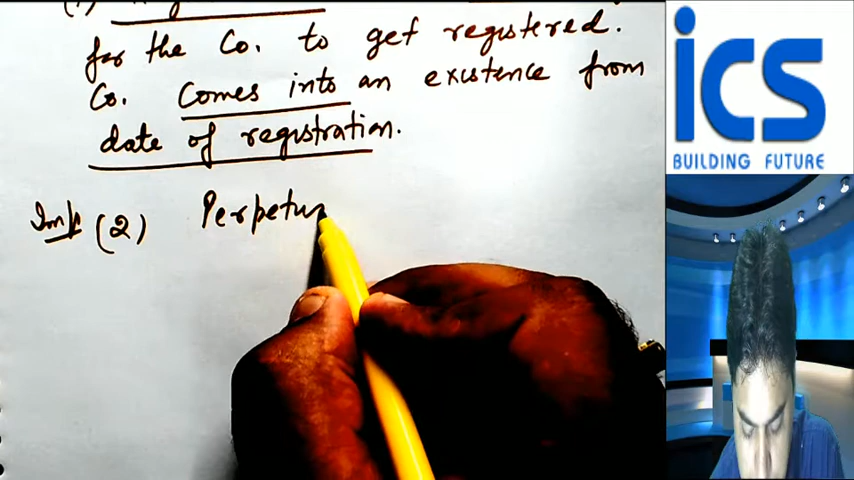 for the Co. to get registered.
Co. Comes into an existence from
date of registration.
Imp (2) Perpetu
iCS
BUILDING FUTURE